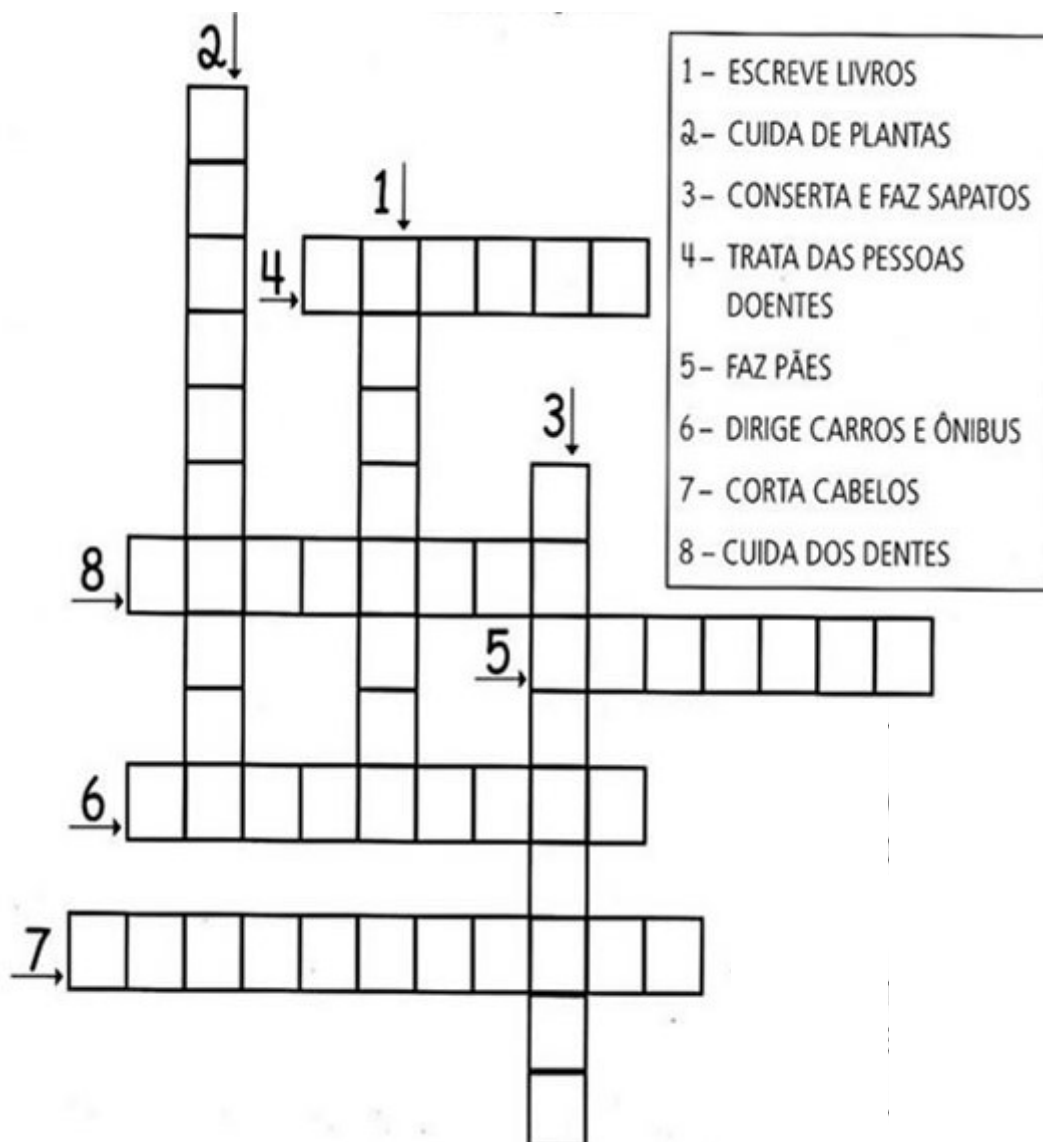 2
1
4
3
8
5
6
7
1 – ESCREVE LIVROS
2 – CUIDA DE PLANTAS
3 – CONSERTA E FAZ SAPATOS
4 – TRATA DAS PESSOAS
DOENTES
5 – FAZ PÃES
6 – DIRIGE CARROS E ÔNIBUS
7 – CORTA CABELOS
8 – CUIDA DOS DENTES